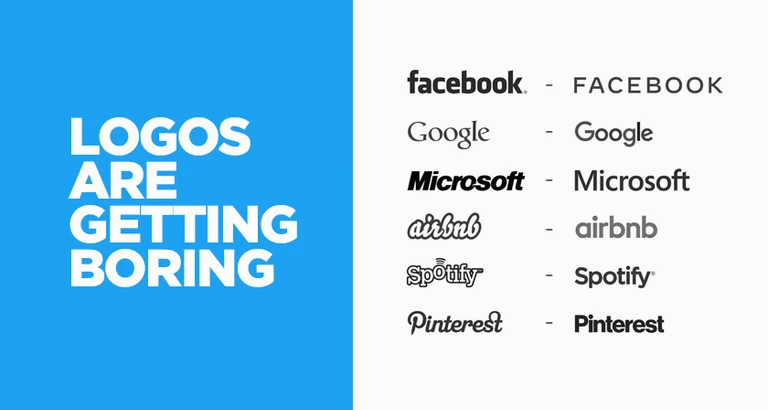 LOGOS
ARE
GETTING
BORING
facebook. - FACEBOOK
Google - Google
Microsoft - Microsoft
airbnb - airbnb
Spotify - Spotify
Pinterest - Pinterest